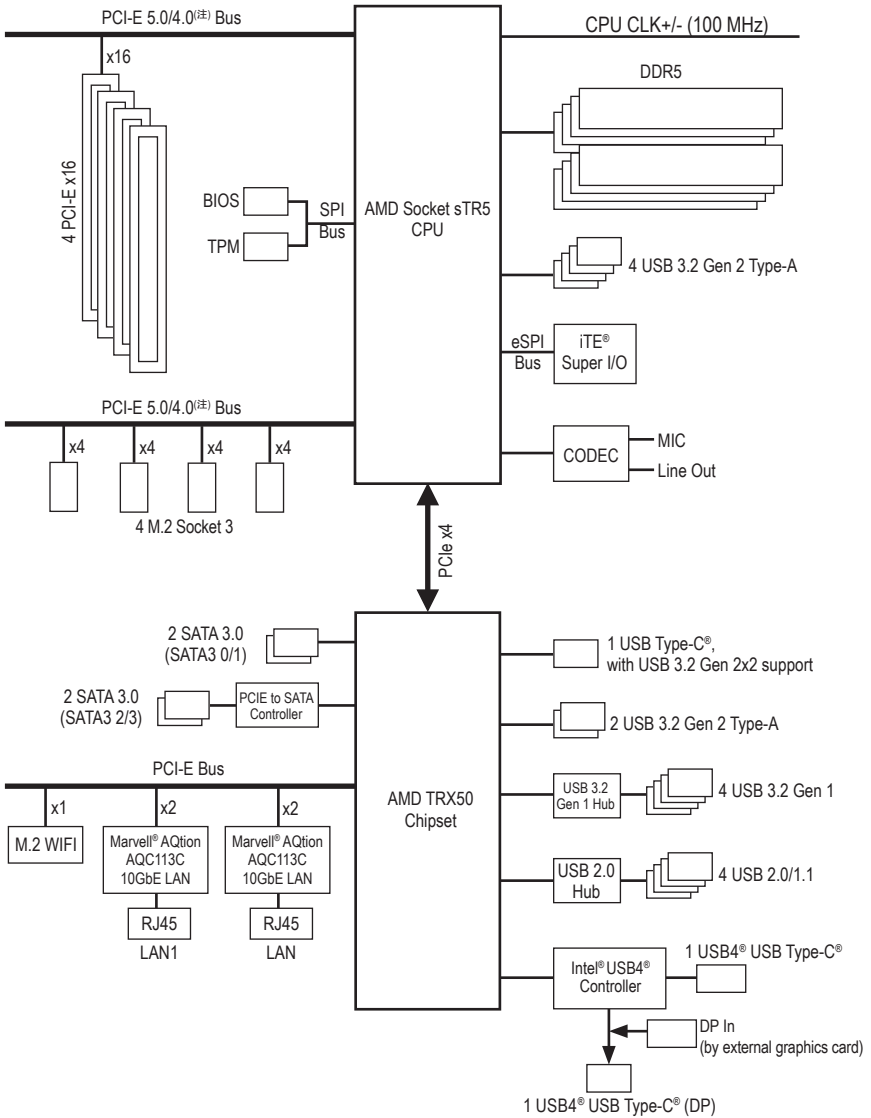 PCI-E 5.0/4.0(注) Bus
x16
4 PCI-E x16
CPU CLK+/- (100 MHz)
DDR5
BIOS
TPM
SPI
Bus
AMD Socket sTR5
CPU
4 USB 3.2 Gen 2 Type-A
eSPI
Bus
iTE®
Super I/O
PCI-E 5.0/4.0(注) Bus
x4
x4
x4
x4
4 M.2 Socket 3
CODEC
MIC
Line Out
PCIe x4
2 SATA 3.0
(SATA3 0/1)
2 SATA 3.0
(SATA3 2/3)
PCIE to SATA
Controller
PCI-E Bus
x1
x2
x2
M.2 WIFI
Marvell® AQtion
AQC113C
10GbE LAN
Marvell® AQtion
AQC113C
10GbE LAN
RJ45
RJ45
LAN1
LAN
AMD TRX50
Chipset
1 USB Type-C®,
with USB 3.2 Gen 2x2 support
2 USB 3.2 Gen 2 Type-A
USB 3.2
Gen 1 Hub
4 USB 3.2 Gen 1
USB 2.0
Hub
4 USB 2.0/1.1
Intel® USB4®
Controller
1 USB4® USB Type-C®
DP In
(by external graphics card)
1 USB4® USB Type-C® (DP)